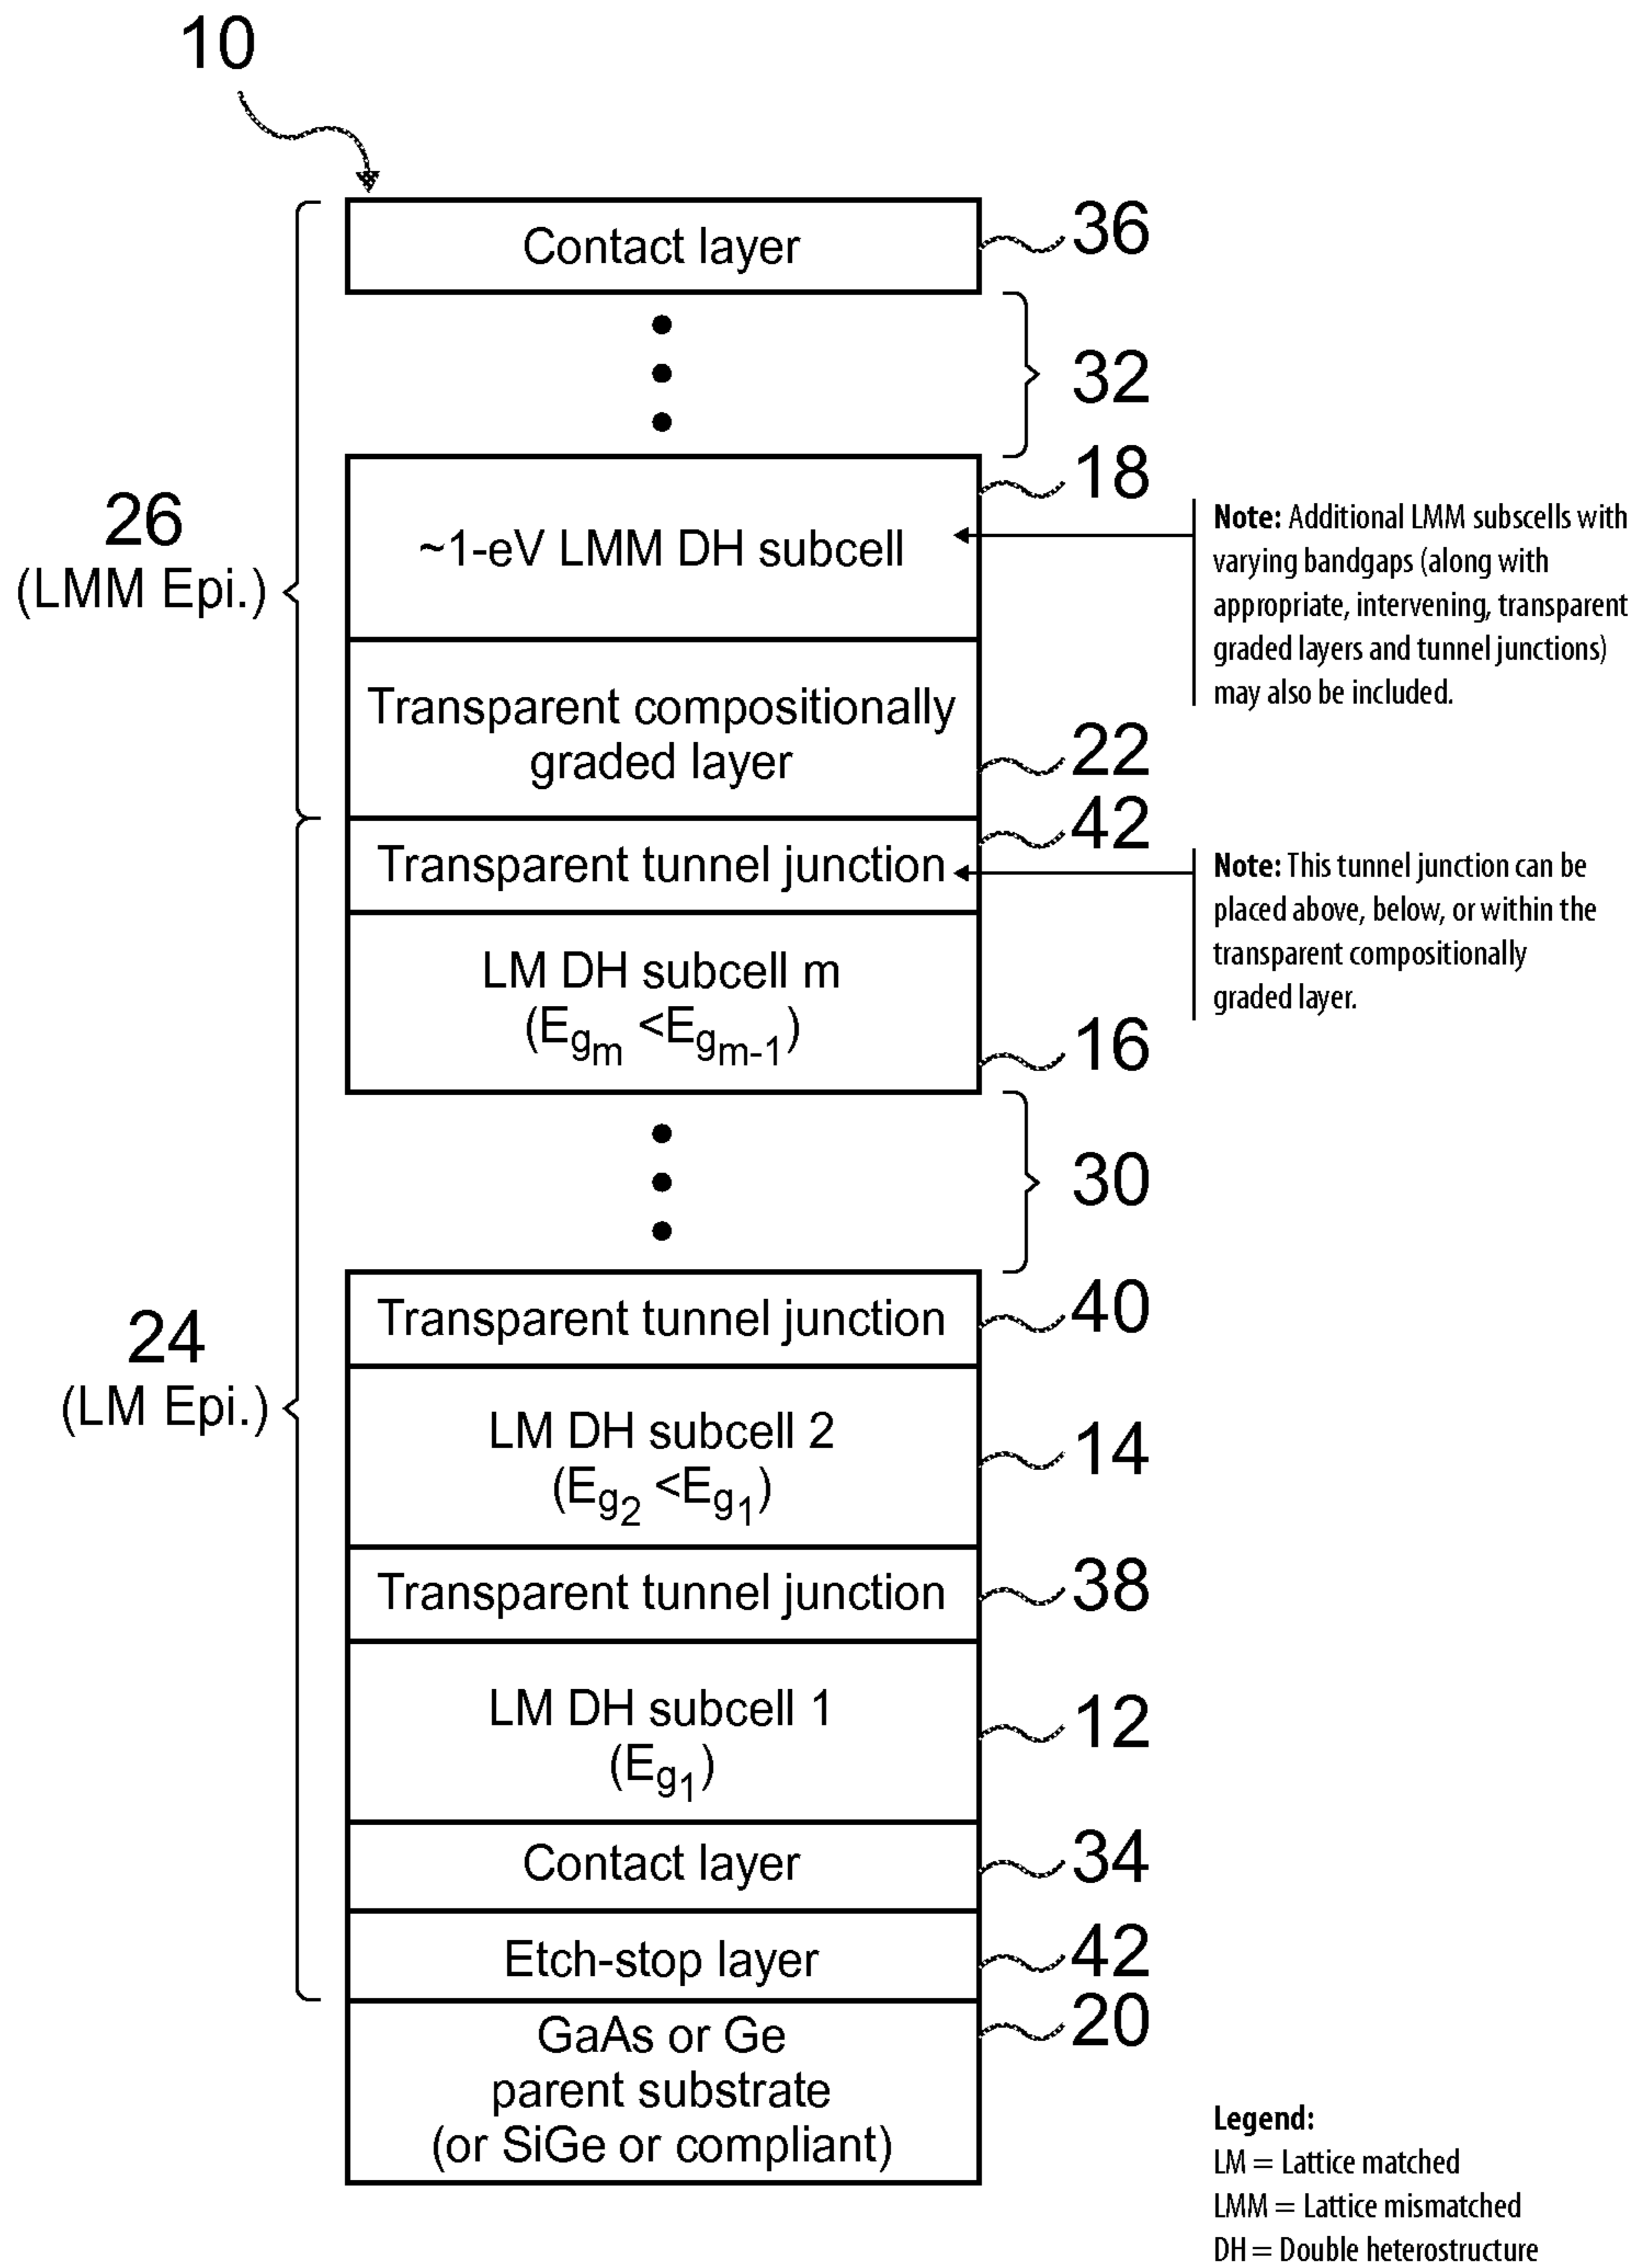 10
Contact layer
36
32
18
26
(LMM Epi.)
~1-eV LMM DH subcell
Note: Additional LMM subscells with
varying bandgaps (along with
appropriate, intervening, transparent
graded layers and tunnel junctions)
may also be included.
Transparent compositionally
graded layer
22
42
Transparent tunnel junction
Note: This tunnel junction can be
placed above, below, or within the
transparent compositionally
graded layer.
LM DH subcell m
(Egm <Egm-1)
16
30
Transparent tunnel junction
40
24
(LM Epi.)
LM DH subcell 2
(Eg2 <Eg1)
14
Transparent tunnel junction
38
LM DH subcell 1
(Eg1)
12
Contact layer
34
Etch-stop layer
42
GaAs or Ge
parent substrate
(or SiGe or compliant)
20
Legend:
LM = Lattice matched
LMM = Lattice mismatched
DH = Double heterostructure